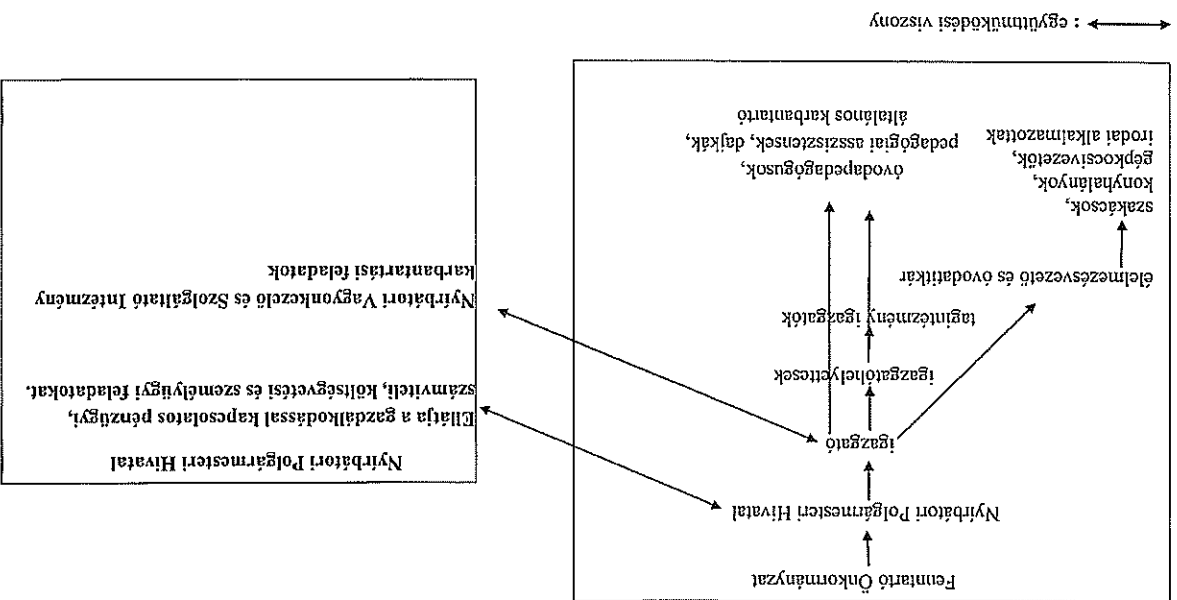 Fenntartó Önkormányzat
Nyírbátori Polgármesteri Hivatal
igazgató
igazgatóhelyettesek
tagintézmény igazgatók
élelmezésvezető és óvodatitkár
szakácsok,
konyhalányok,
gépkocsivezetők,
irodai alkalmazottak
óvodapedagógusok,
pedagógiai asszisztensek, dajkák,
általános karbantartó
Nyírbátori Polgármesteri Hivatal
Ellátja a gazdálkodással kapcsolatos pénzügyi,
számviteli, költségvetési és személyügyi feladatokat.
Nyírbátori Vagyonkezelő és Szolgáltató Intézmény
karbantartási feladatok
: együttműködési viszony